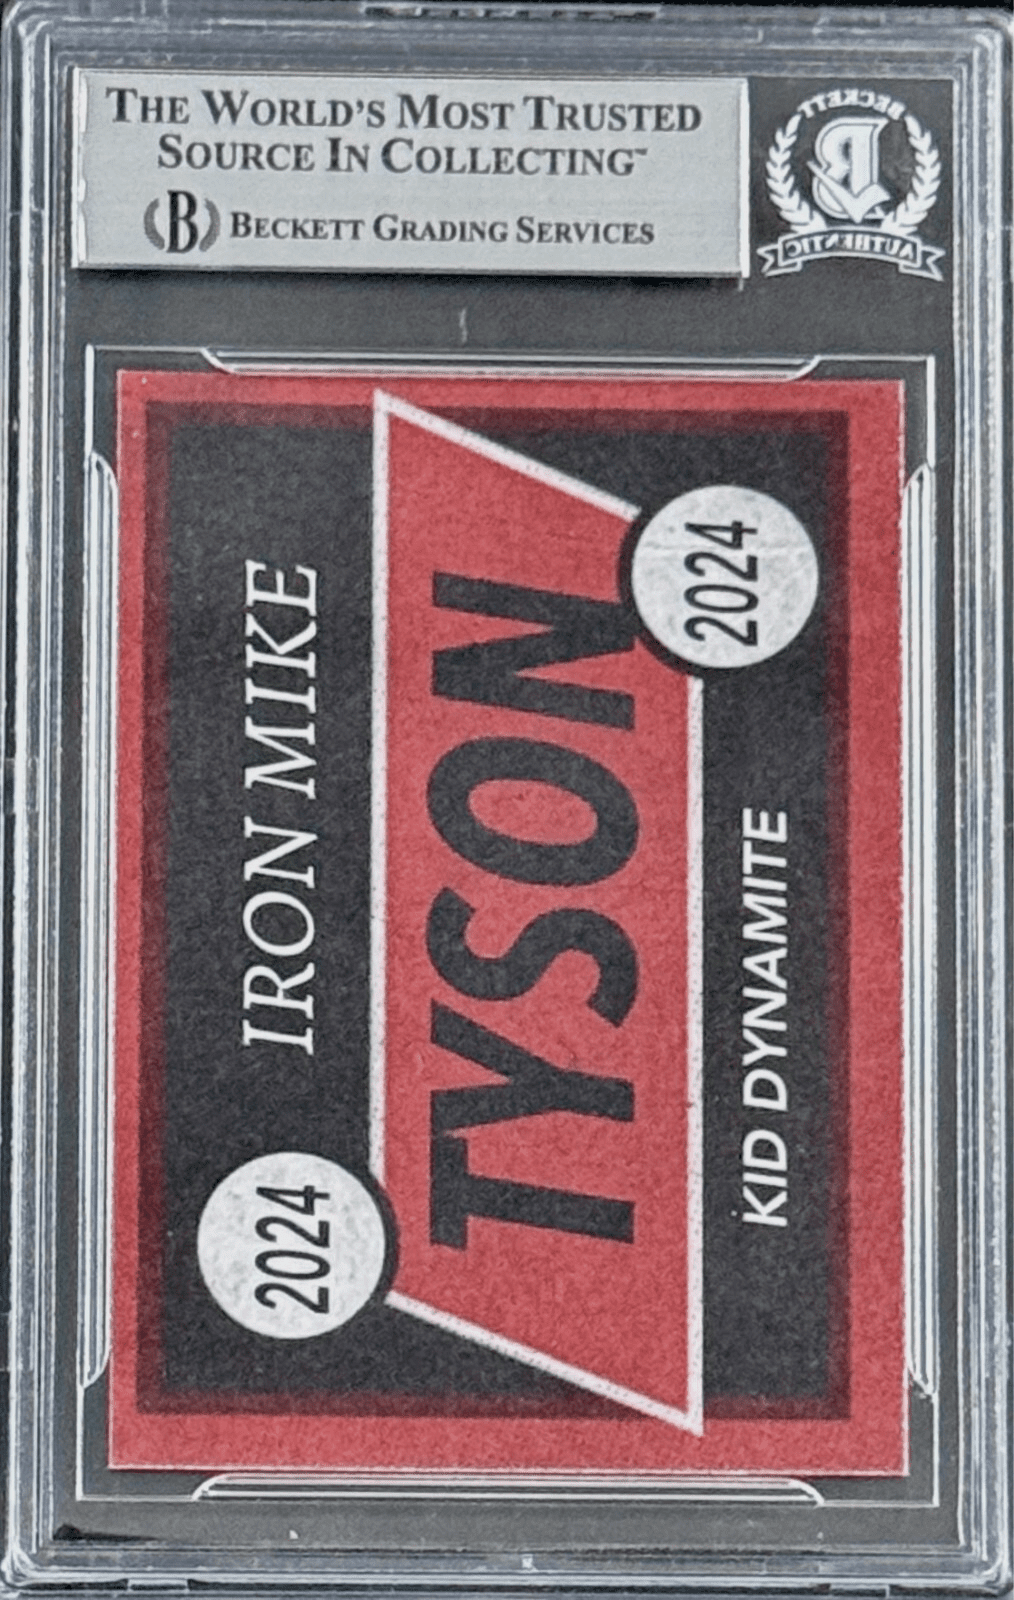 THE WORLD'S MOST TRUSTED
SOURCE IN COLLECTING™
B BECKETT GRADING SERVICES
BECKETT
B
AUTHENTIC
IRON MIKE
2024
TYSON
2024
KID DYNAMITE